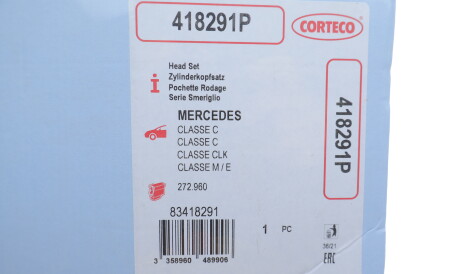 418291P
CORTECO
Head Set
Zylinderkopfsatz
Pochette Rodage
Serie Smeriglio
418291P
MERCEDES
CLASSE C
CLASSE C
CLASSE CLK
CLASSE M / E
272.960
83418291
1 PC
3 358960 489906
36/21
EAC